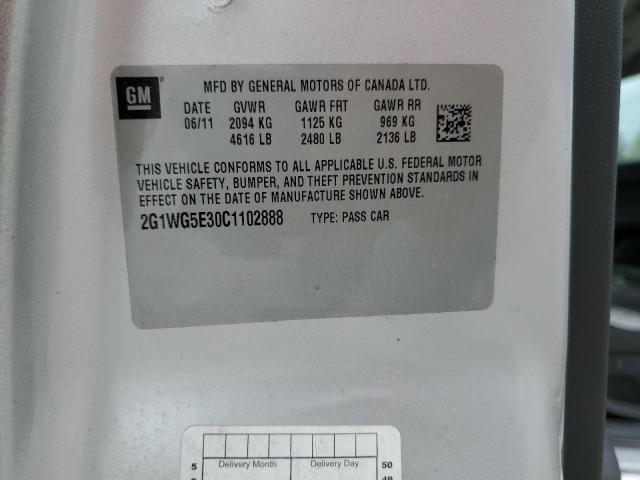 GM
MFD BY GENERAL MOTORS OF CANADA LTD.
DATE GVWR GAWR FRT GAWR RR
06/11 2094 KG 1125 KG 969 KG
4616 LB 2480 LB 2136 LB
THIS VEHICLE CONFORMS TO ALL APPLICABLE U.S. FEDERAL MOTOR
VEHICLE SAFETY, BUMPER, AND THEFT PREVENTION STANDARDS IN
EFFECT ON THE DATE OF MANUFACTURE SHOWN ABOVE.
2G1WG5E30C1102888 TYPE: PASS CAR
5 Delivery Month Delivery Day 50
49